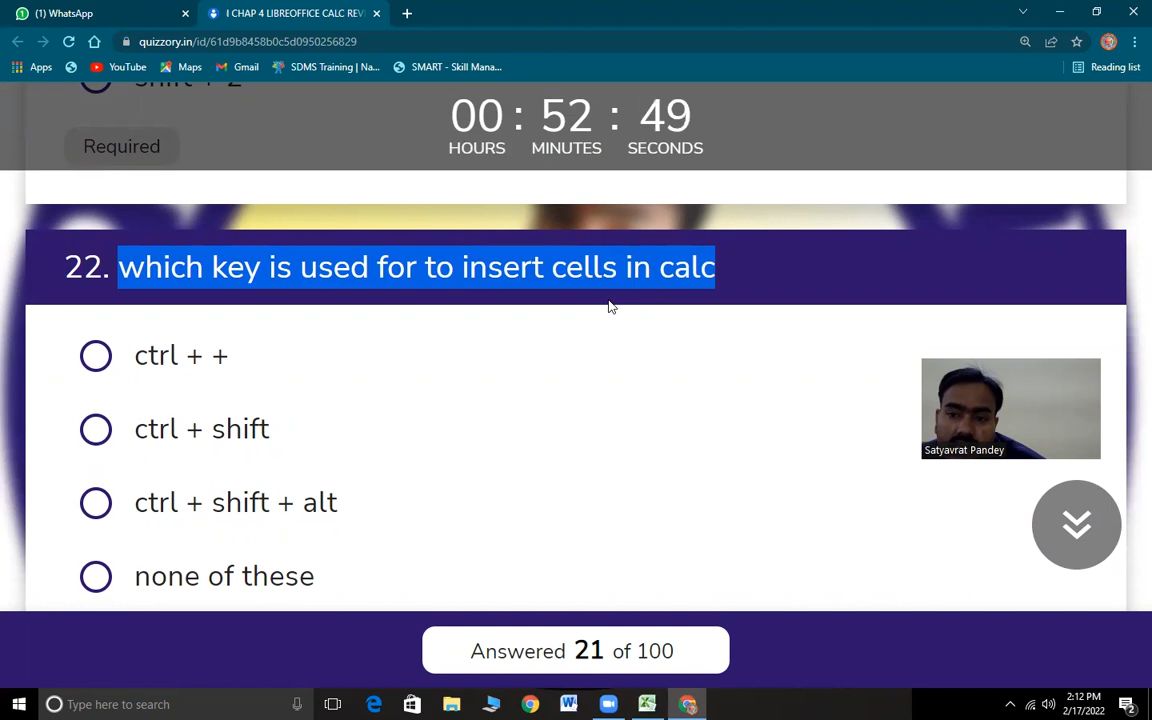 (1) WhatsApp
I CHAP 4 LIBREOFFICE CALC REV
quizzory.in/id/61d9b8458b0c5d0950256829
Apps
YouTube
Maps
Gmail
SDMS Training | Na...
SMART - Skill Mana...
Reading list
00 : 52 : 49
HOURS MINUTES SECONDS
Required
22. which key is used for to insert cells in calc
ctrl + +
ctrl + shift
ctrl + shift + alt
none of these
Satyavrat Pandey
Answered 21 of 100
Type here to search
2:12 PM
2/17/2022
2